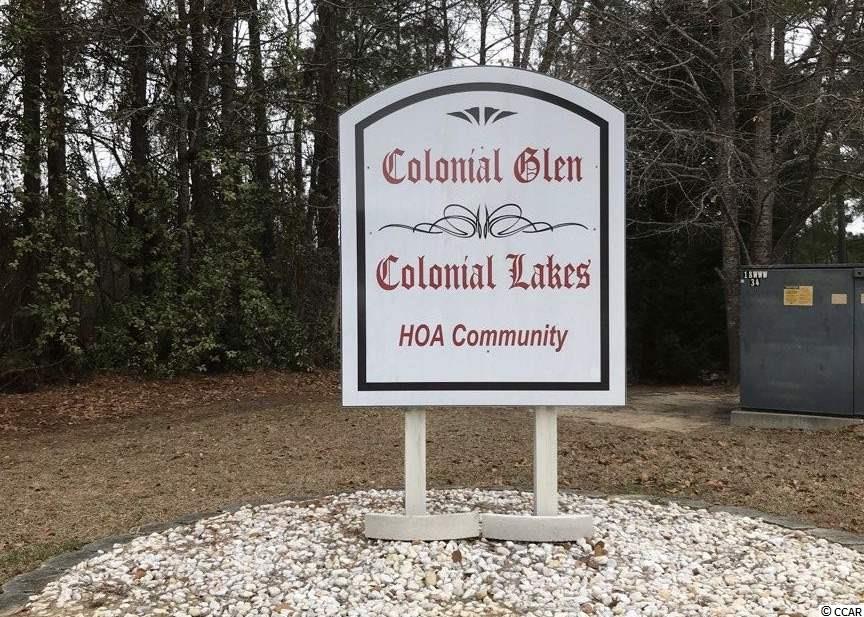 Colonial Glen
Colonial Lakes
HOA Community
18WWW
34
© CCAR